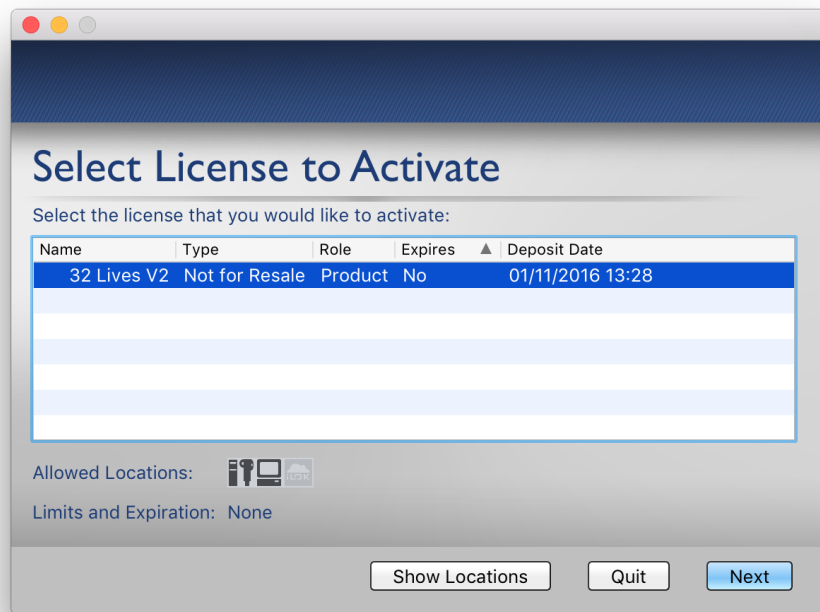 Select License to Activate
Select the license that you would like to activate:
Name Type Role Expires Deposit Date
32 Lives V2 Not for Resale Product No 01/11/2016 13:28
Allowed Locations:
Limits and Expiration: None
Show Locations Quit Next